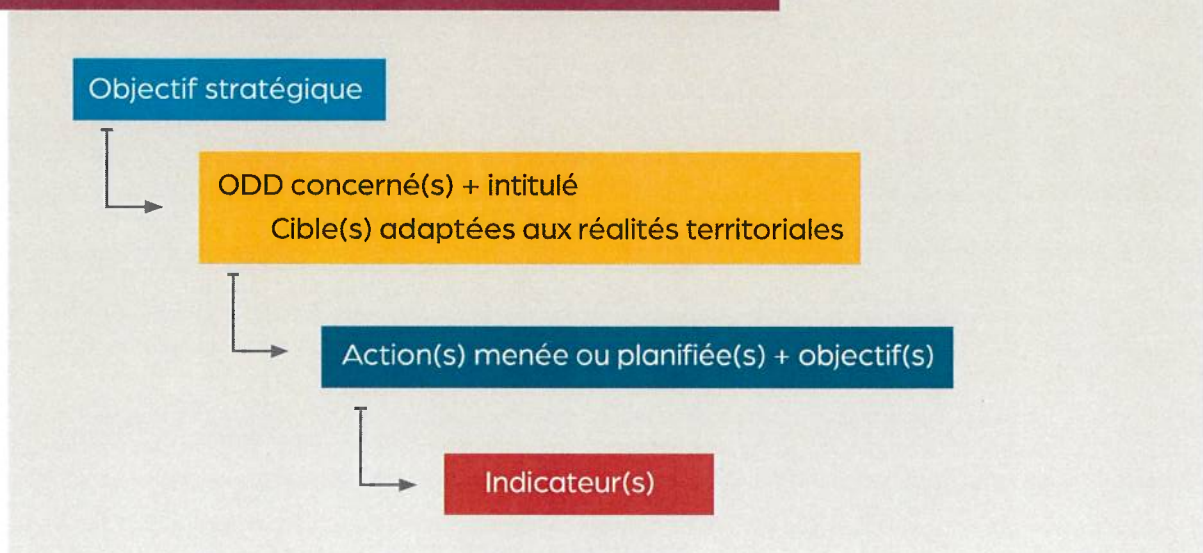 Objectif stratégique
ODD concerné(s) + intitulé
Cible(s) adaptées aux réalités territoriales
Action(s) menée ou planifiée(s) + objectif(s)
Indicateur(s)